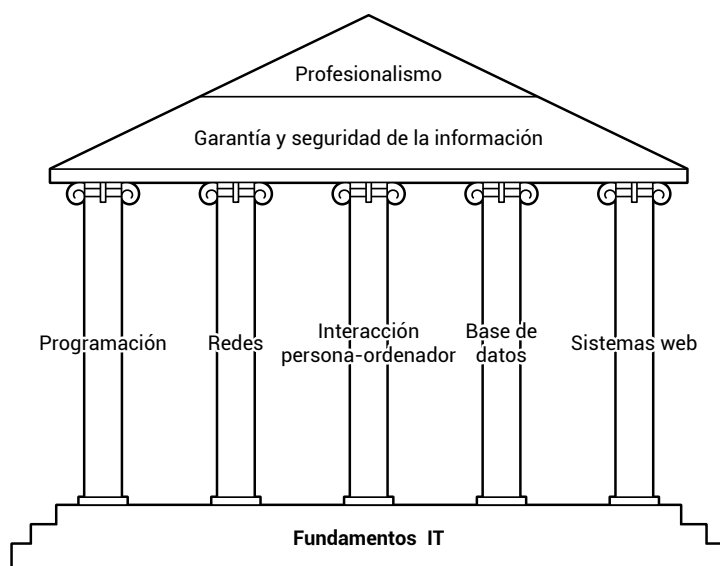 Profesionalismo
Garantía y seguridad de la información
Programación
Redes
Interacción
persona-ordenador
Base de
datos
Sistemas web
Fundamentos IT